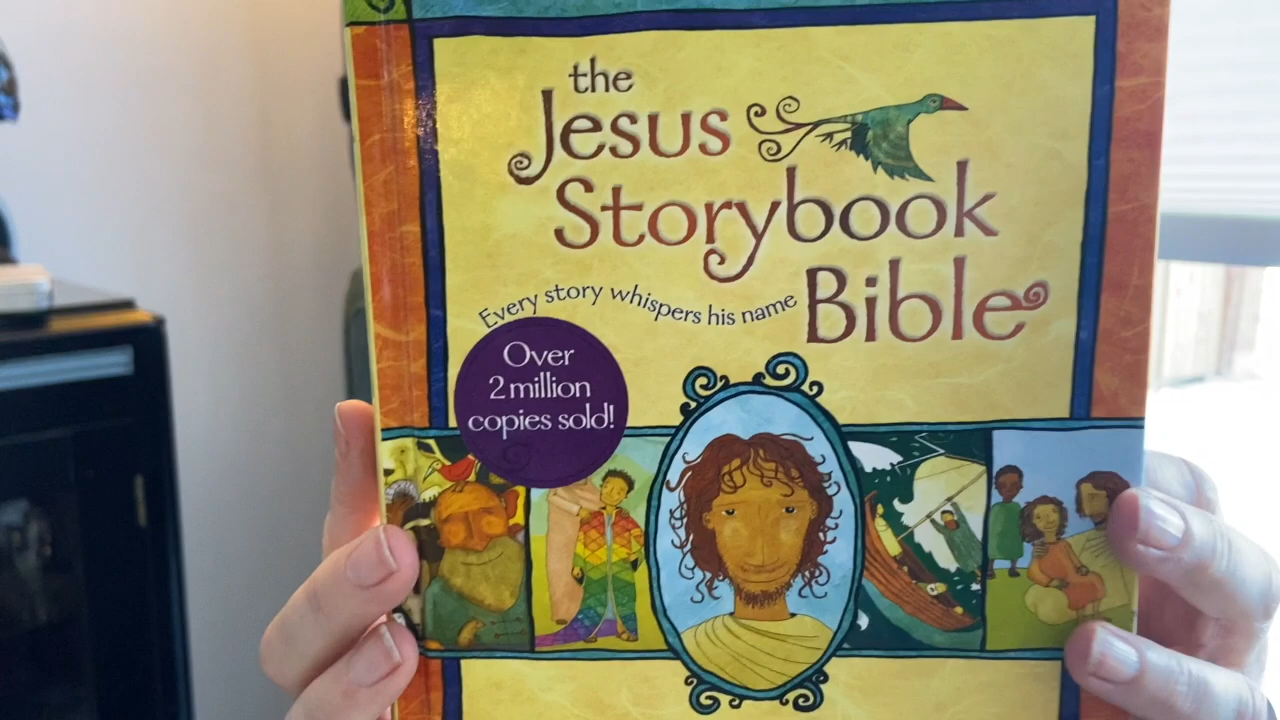 the
Jesus
Storybook
Bible
Every story whispers his name
Over
2 million
copies sold!